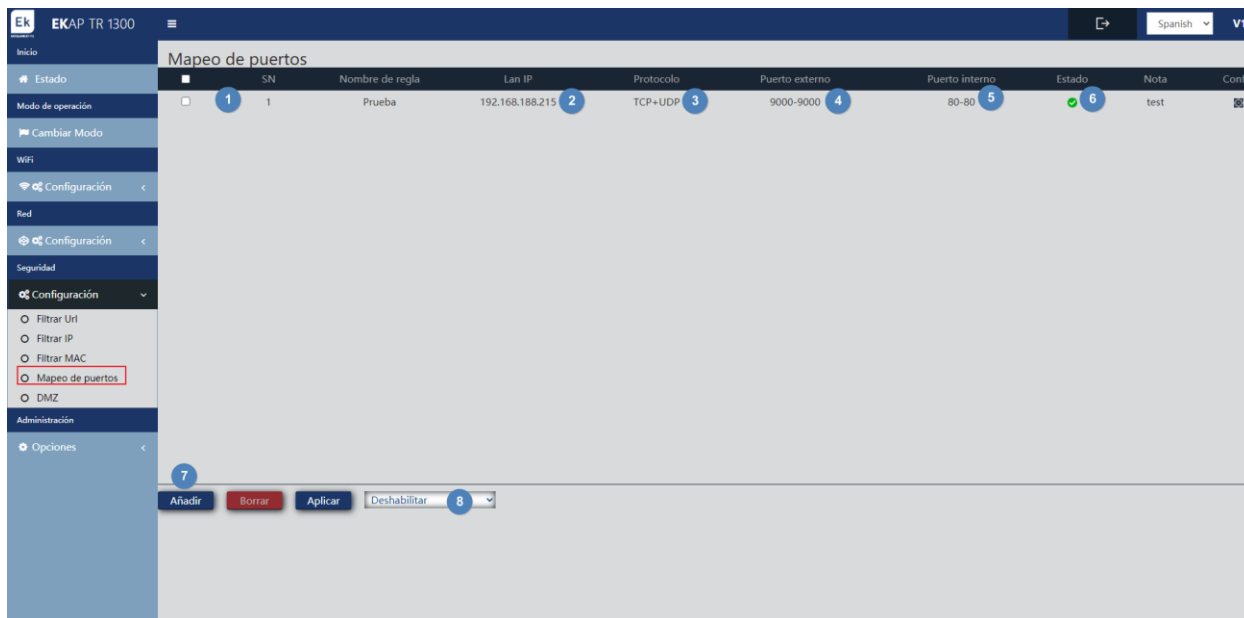 Ek EKAP TR 1300 Spanish V1
Inicio
Estado
Modo de operación
Cambiar Modo
WiFi
Configuración
Red
Configuración
Seguridad
Configuración
Filtrar Url
Filtrar IP
Filtrar MAC
Mapeo de puertos
DMZ
Administración
Opciones
Mapeo de puertos
SN Nombre de regla Lan IP Protocolo Puerto externo Puerto interno Estado Nota Conf
1 1 Prueba 192.168.188.215 2 TCP+UDP 3 9000-9000 4 80-80 5 6 test
7
Añadir Borrar Aplicar Deshabilitar 8